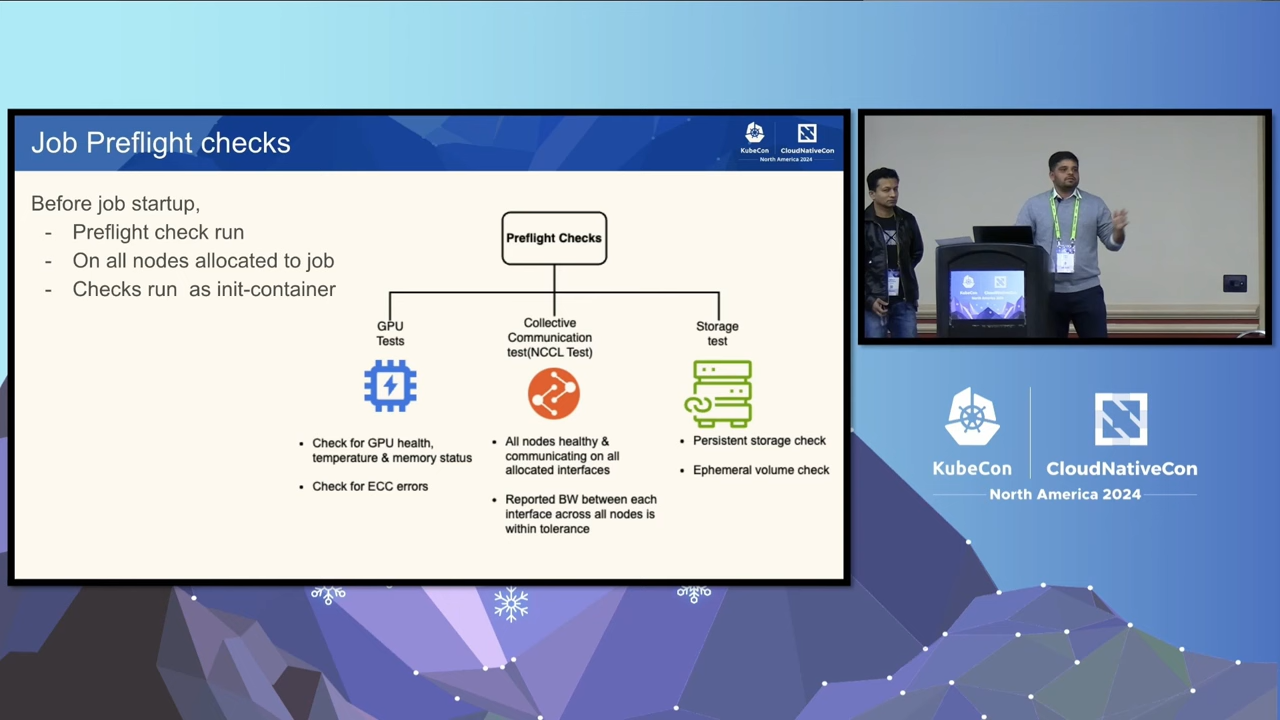 Job Preflight checks
KubeCon
CloudNativeCon
North America 2024
Before job startup,
- Preflight check run
- On all nodes allocated to job
- Checks run as init-container
Preflight Checks
GPU
Tests
• Check for GPU health,
temperature & memory status
• Check for ECC errors
Collective
Communication
test(NCCL Test)
• All nodes healthy &
communicating on all
allocated interfaces
• Reported BW between each
interface across all nodes is
within tolerance
Storage
test
• Persistent storage check
• Ephemeral volume check
KubeCon
CloudNativeCon
North America 2024